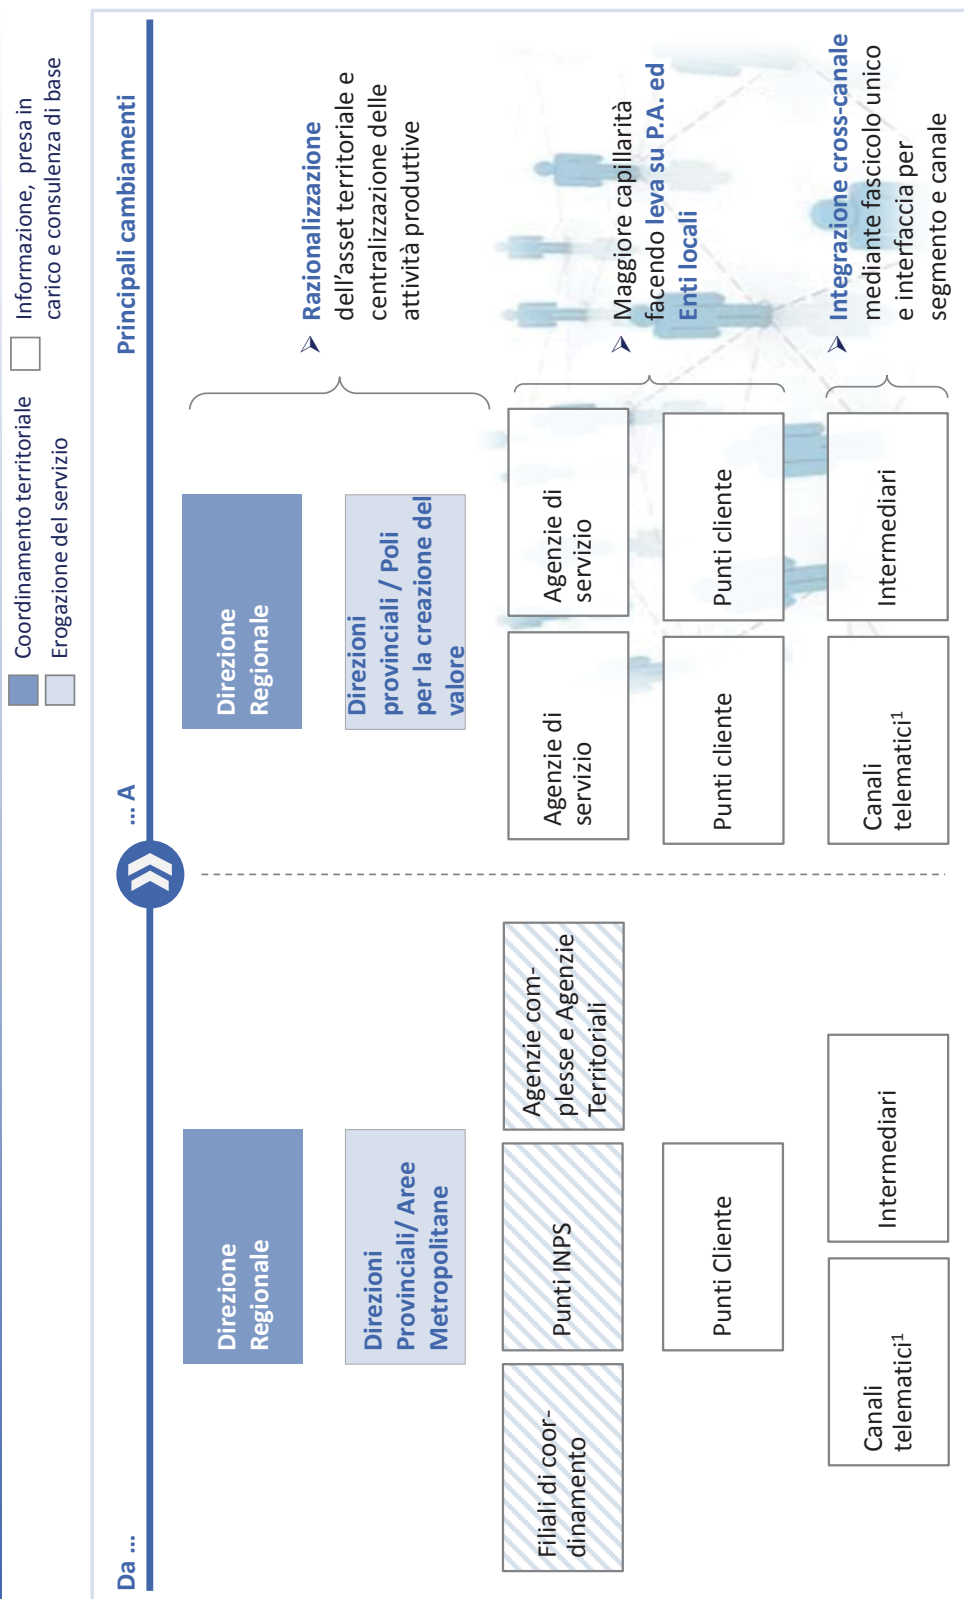 Coordinamento territoriale
Erogazione del servizio
Informazione, presa in
carico e consulenza di base
Da ...
... A
Principali cambiamenti
Direzione
Regionale
Direzioni
Provinciali/ Aree
Metropolitane
Filiali di coor-
dinamento
Punti INPS
Agenzie com-
plesse e Agenzie
Territoriali
Punti Cliente
Canali
telematici¹
Intermediari
Direzione
Regionale
Direzioni
provinciali / Poli
per la creazione del
valore
Agenzie di
servizio
Agenzie di
servizio
Punti cliente
Punti cliente
Canali
telematici¹
Intermediari
Razionalizzazione
dell'asset territoriale e
centralizzazione delle
attività produttive
Maggiore capillarità
facendo leva su P.A. ed
Enti locali
Integrazione cross-canale
mediante fascicolo unico
e interfaccia per
segmento e canale